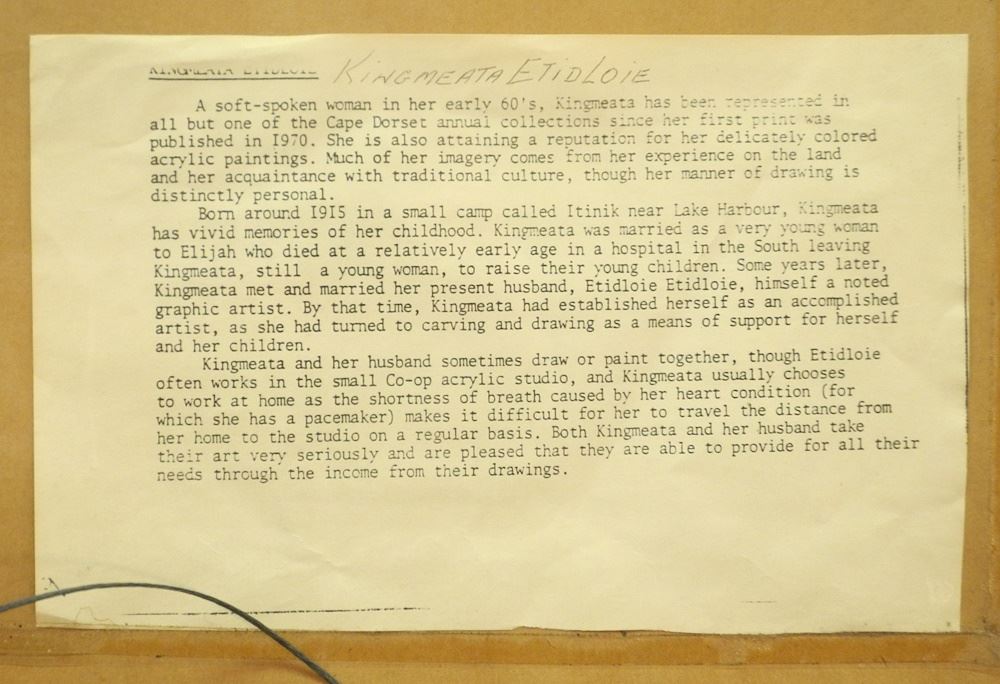 KINGMEATA ETIDLOIE KINGMEATA ETIDLOIE
A soft-spoken woman in her early 60's, Kingmeata has been represented in
all but one of the Cape Dorset annual collections since her first print was
published in I970. She is also attaining a reputation for her delicately colored
acrylic paintings. Much of her imagery comes from her experience on the land
and her acquaintance with traditional culture, though her manner of drawing is
distinctly personal.
Born around I9I5 in a small camp called Itinik near Lake Harbour, Kingmeata
has vivid memories of her childhood. Kingmeata was married as a very young woman
to Elijah who died at a relatively early age in a hospital in the South leaving
Kingmeata, still a young woman, to raise their young children. Some years later,
Kingmeata met and married her present husband, Etidloie Etidloie, himself a noted
graphic artist. By that time, Kingmeata had established herself as an accomplished
artist, as she had turned to carving and drawing as a means of support for herself
and her children.
Kingmeata and her husband sometimes draw or paint together, though Etidloie
often works in the small Co-op acrylic studio, and Kingmeata usually chooses
to work at home as the shortness of breath caused by her heart condition (for
which she has a pacemaker) makes it difficult for her to travel the distance from
her home to the studio on a regular basis. Both Kingmeata and her husband take
their art very seriously and are pleased that they are able to provide for all their
needs through the income from their drawings.